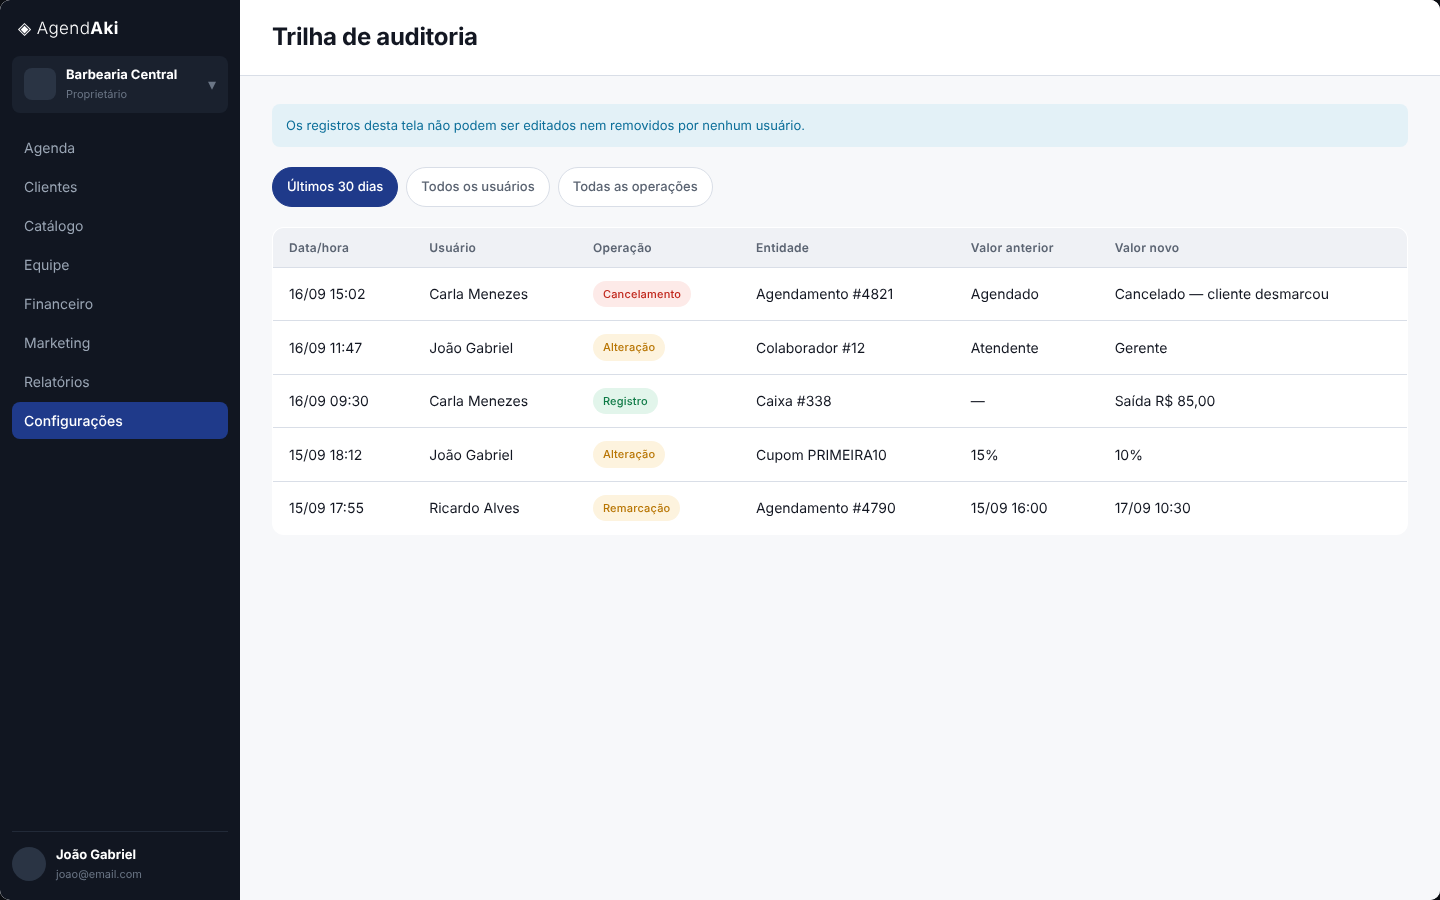 ◈ AgendAki
Barbearia Central
Proprietário
▼
Agenda
Clientes
Catálogo
Equipe
Financeiro
Marketing
Relatórios
Configurações
João Gabriel
joao@email.com
Trilha de auditoria
Os registros desta tela não podem ser editados nem removidos por nenhum usuário.
Últimos 30 dias Todos os usuários Todas as operações
Data/hora Usuário Operação Entidade Valor anterior Valor novo
16/09 15:02 Carla Menezes Cancelamento Agendamento #4821 Agendado Cancelado — cliente desmarcou
16/09 11:47 João Gabriel Alteração Colaborador #12 Atendente Gerente
16/09 09:30 Carla Menezes Registro Caixa #338 — Saída R$ 85,00
15/09 18:12 João Gabriel Alteração Cupom PRIMEIRA10 15% 10%
15/09 17:55 Ricardo Alves Remarcação Agendamento #4790 15/09 16:00 17/09 10:30